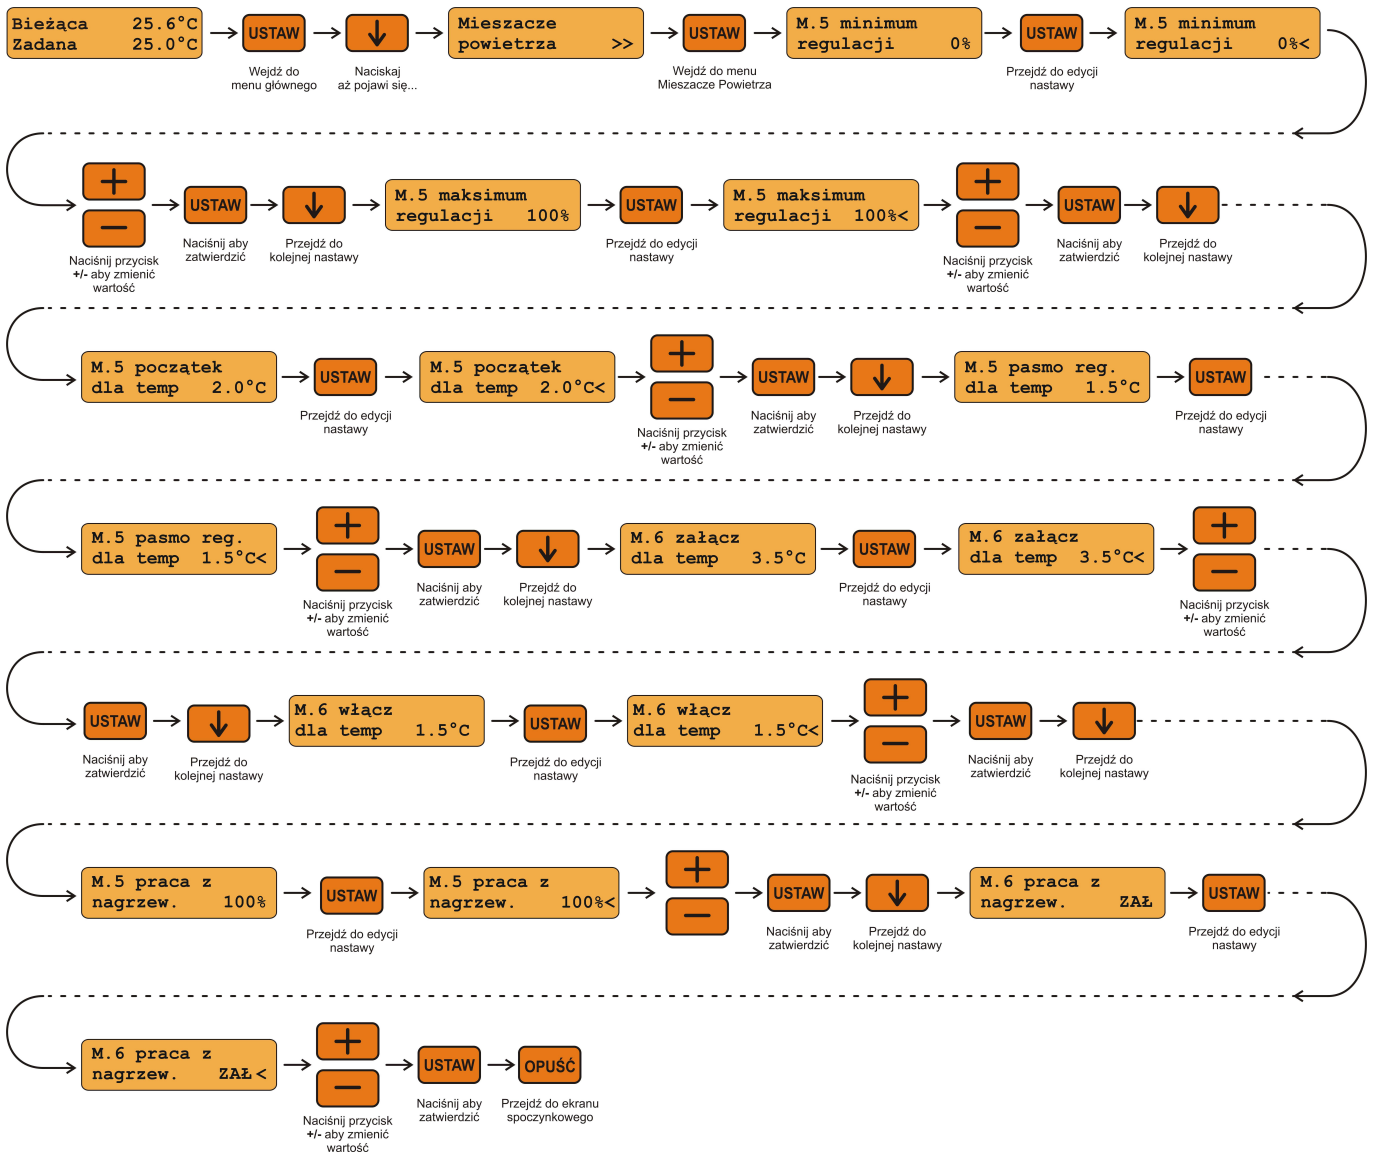 Bieżąca 25.6°C
Zadana 25.0°C
USTAW
Wejdź do
menu głównego
Naciskaj
aż pojawi się...
Mieszacze
powietrza >>
USTAW
Wejdź do menu
Mieszacze Powietrza
M.5 minimum
regulacji 0%
USTAW
Przejdź do edycji
nastawy
M.5 minimum
regulacji 0%<
Naciśnij przycisk
+/- aby zmienić
wartość
USTAW
Naciśnij aby
zatwierdzić
Przejdź do
kolejnej nastawy
M.5 maksimum
regulacji 100%
USTAW
Przejdź do edycji
nastawy
M.5 maksimum
regulacji 100%<
Naciśnij przycisk
+/- aby zmienić
wartość
USTAW
Naciśnij aby
zatwierdzić
Przejdź do
kolejnej nastawy
M.5 początek
dla temp 2.0°C
USTAW
Przejdź do edycji
nastawy
M.5 początek
dla temp 2.0°C<
Naciśnij przycisk
+/- aby zmienić
wartość
USTAW
Naciśnij aby
zatwierdzić
Przejdź do
kolejnej nastawy
M.5 pasmo reg.
dla temp 1.5°C
USTAW
Przejdź do edycji
nastawy
M.5 pasmo reg.
dla temp 1.5°C<
Naciśnij przycisk
+/- aby zmienić
wartość
USTAW
Naciśnij aby
zatwierdzić
Przejdź do
kolejnej nastawy
M.6 załącz
dla temp 3.5°C
USTAW
Przejdź do edycji
nastawy
M.6 załącz
dla temp 3.5°C<
Naciśnij przycisk
+/- aby zmienić
wartość
USTAW
Naciśnij aby
zatwierdzić
Przejdź do
kolejnej nastawy
M.6 włącz
dla temp 1.5°C
USTAW
Przejdź do edycji
nastawy
M.6 włącz
dla temp 1.5°C<
Naciśnij przycisk
+/- aby zmienić
wartość
USTAW
Naciśnij aby
zatwierdzić
Przejdź do
kolejnej nastawy
M.5 praca z
nagrzew. 100%
USTAW
Przejdź do edycji
nastawy
M.5 praca z
nagrzew. 100%<
USTAW
Naciśnij aby
zatwierdzić
Przejdź do
kolejnej nastawy
M.6 praca z
nagrzew. ZAŁ
USTAW
Przejdź do edycji
nastawy
M.6 praca z
nagrzew. ZAŁ<
Naciśnij przycisk
+/- aby zmienić
wartość
USTAW
Naciśnij aby
zatwierdzić
OPUŚĆ
Przejdź do ekranu
spoczynkowego